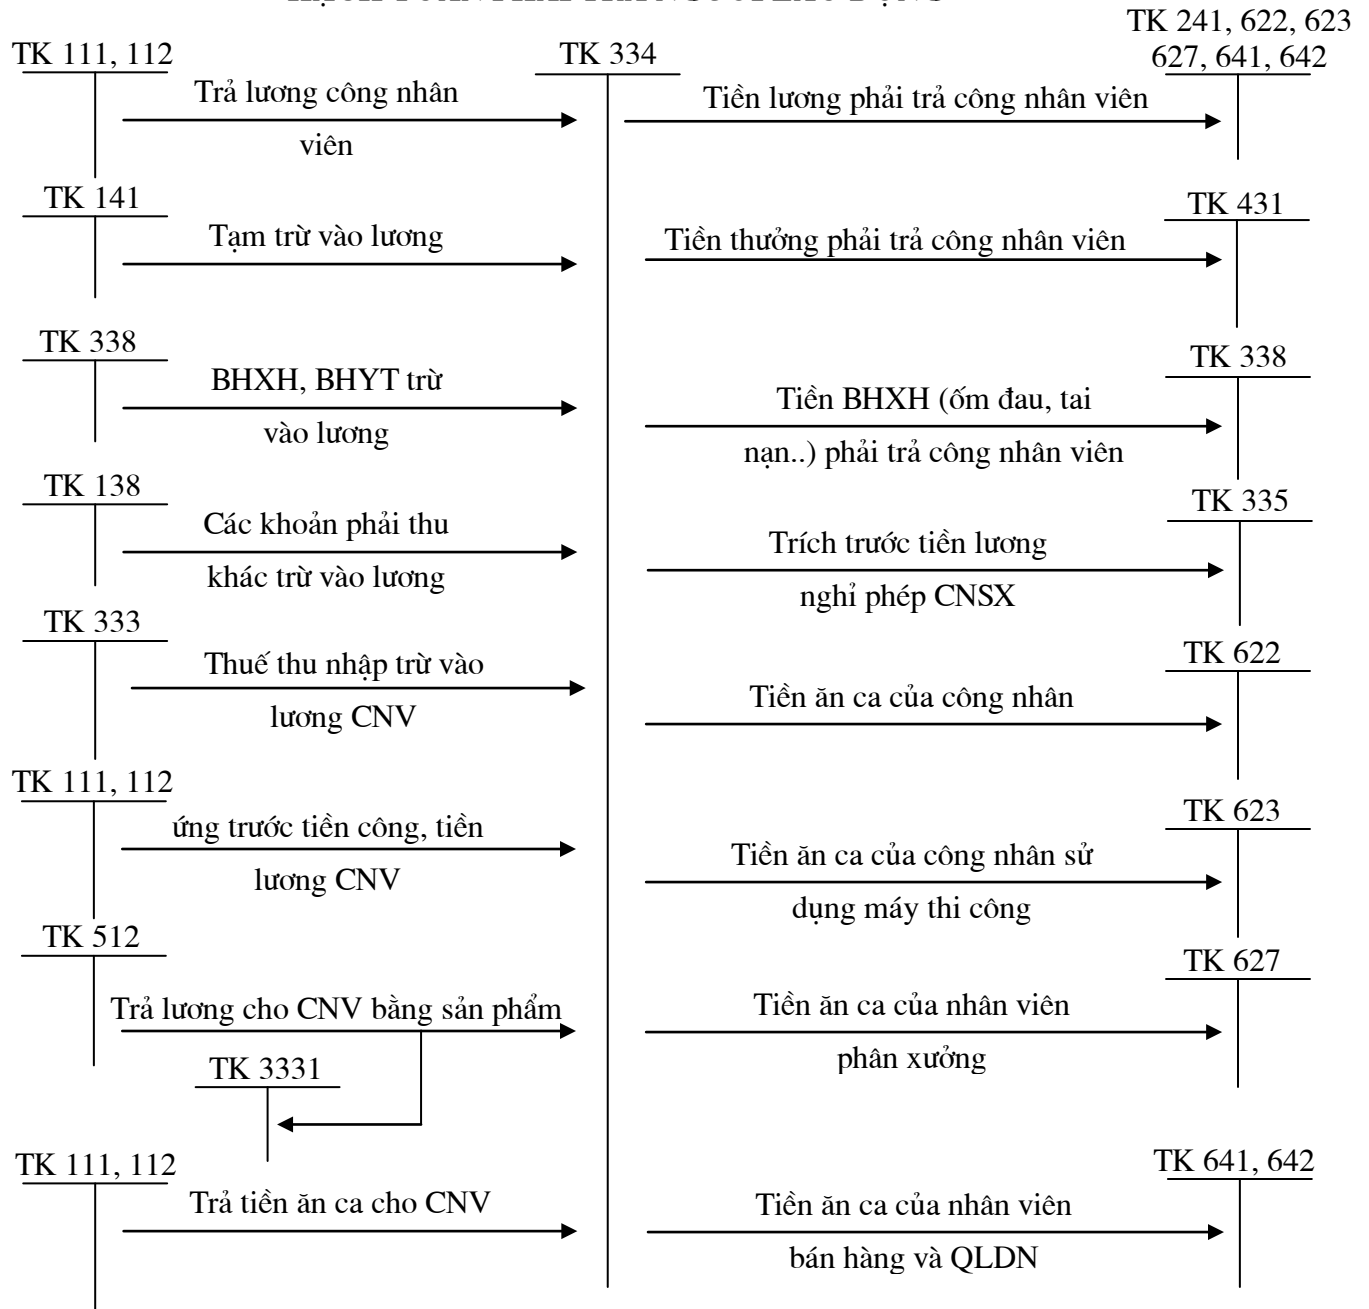 TK 111, 112
TK 334
TK 241, 622, 623
627, 641, 642
Trả lương công nhân
viên
Tiền lương phải trả công nhân viên
TK 141
Tạm trừ vào lương
TK 431
Tiền thưởng phải trả công nhân viên
TK 338
BHXH, BHYT trừ
vào lương
TK 338
Tiền BHXH (ốm đau, tai
nạn..) phải trả công nhân viên
TK 138
Các khoản phải thu
khác trừ vào lương
TK 335
Trích trước tiền lương
nghỉ phép CNSX
TK 333
Thuế thu nhập trừ vào
lương CNV
TK 622
Tiền ăn ca của công nhân
TK 111, 112
ứng trước tiền công, tiền
lương CNV
TK 623
Tiền ăn ca của công nhân sử
dụng máy thi công
TK 512
Trả lương cho CNV bằng sản phẩm
TK 3331
TK 627
Tiền ăn ca của nhân viên
phân xưởng
TK 111, 112
Trả tiền ăn ca cho CNV
TK 641, 642
Tiền ăn ca của nhân viên
bán hàng và QLDN